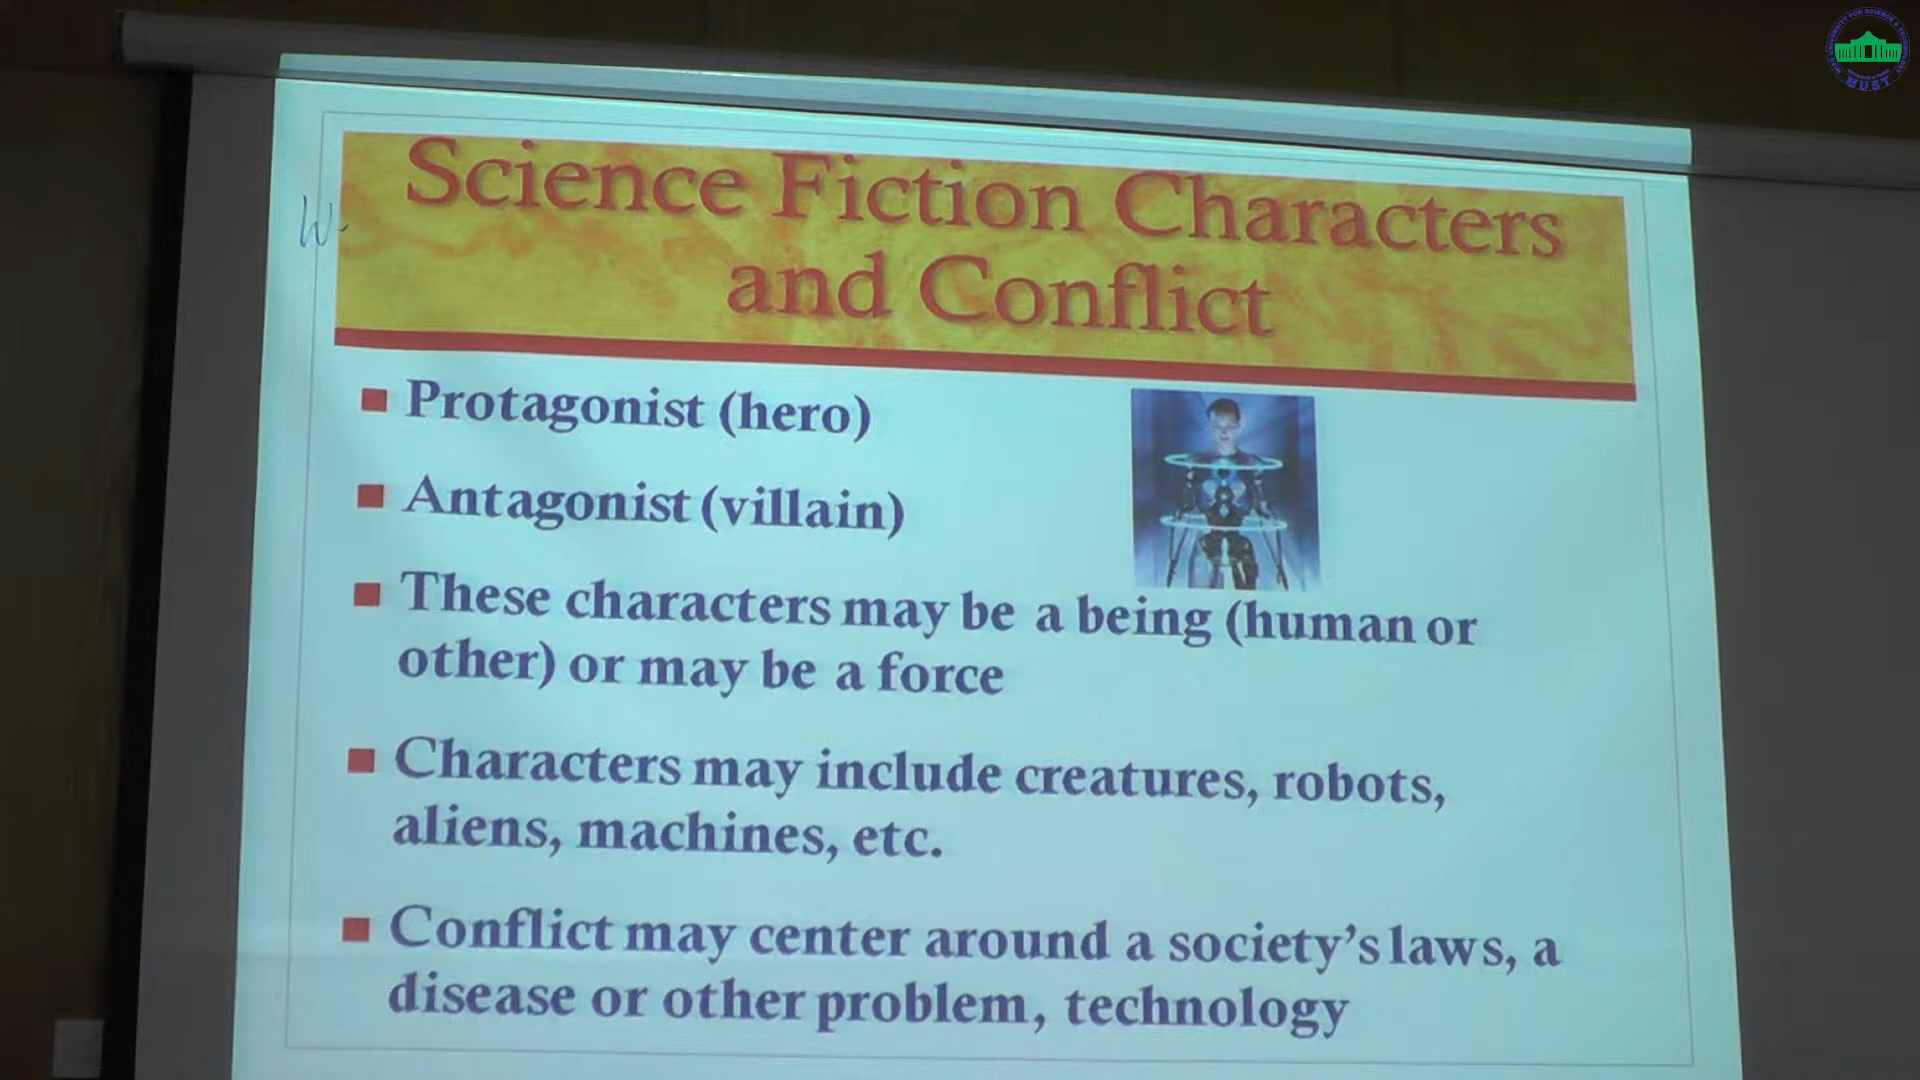 Science Fiction Characters
and Conflict
W-
Protagonist (hero)
Antagonist (villain)
These characters may be a being (human or
other) or may be a force
Characters may include creatures, robots,
aliens, machines, etc.
Conflict may center around a society's laws, a
disease or other problem, technology
MUST